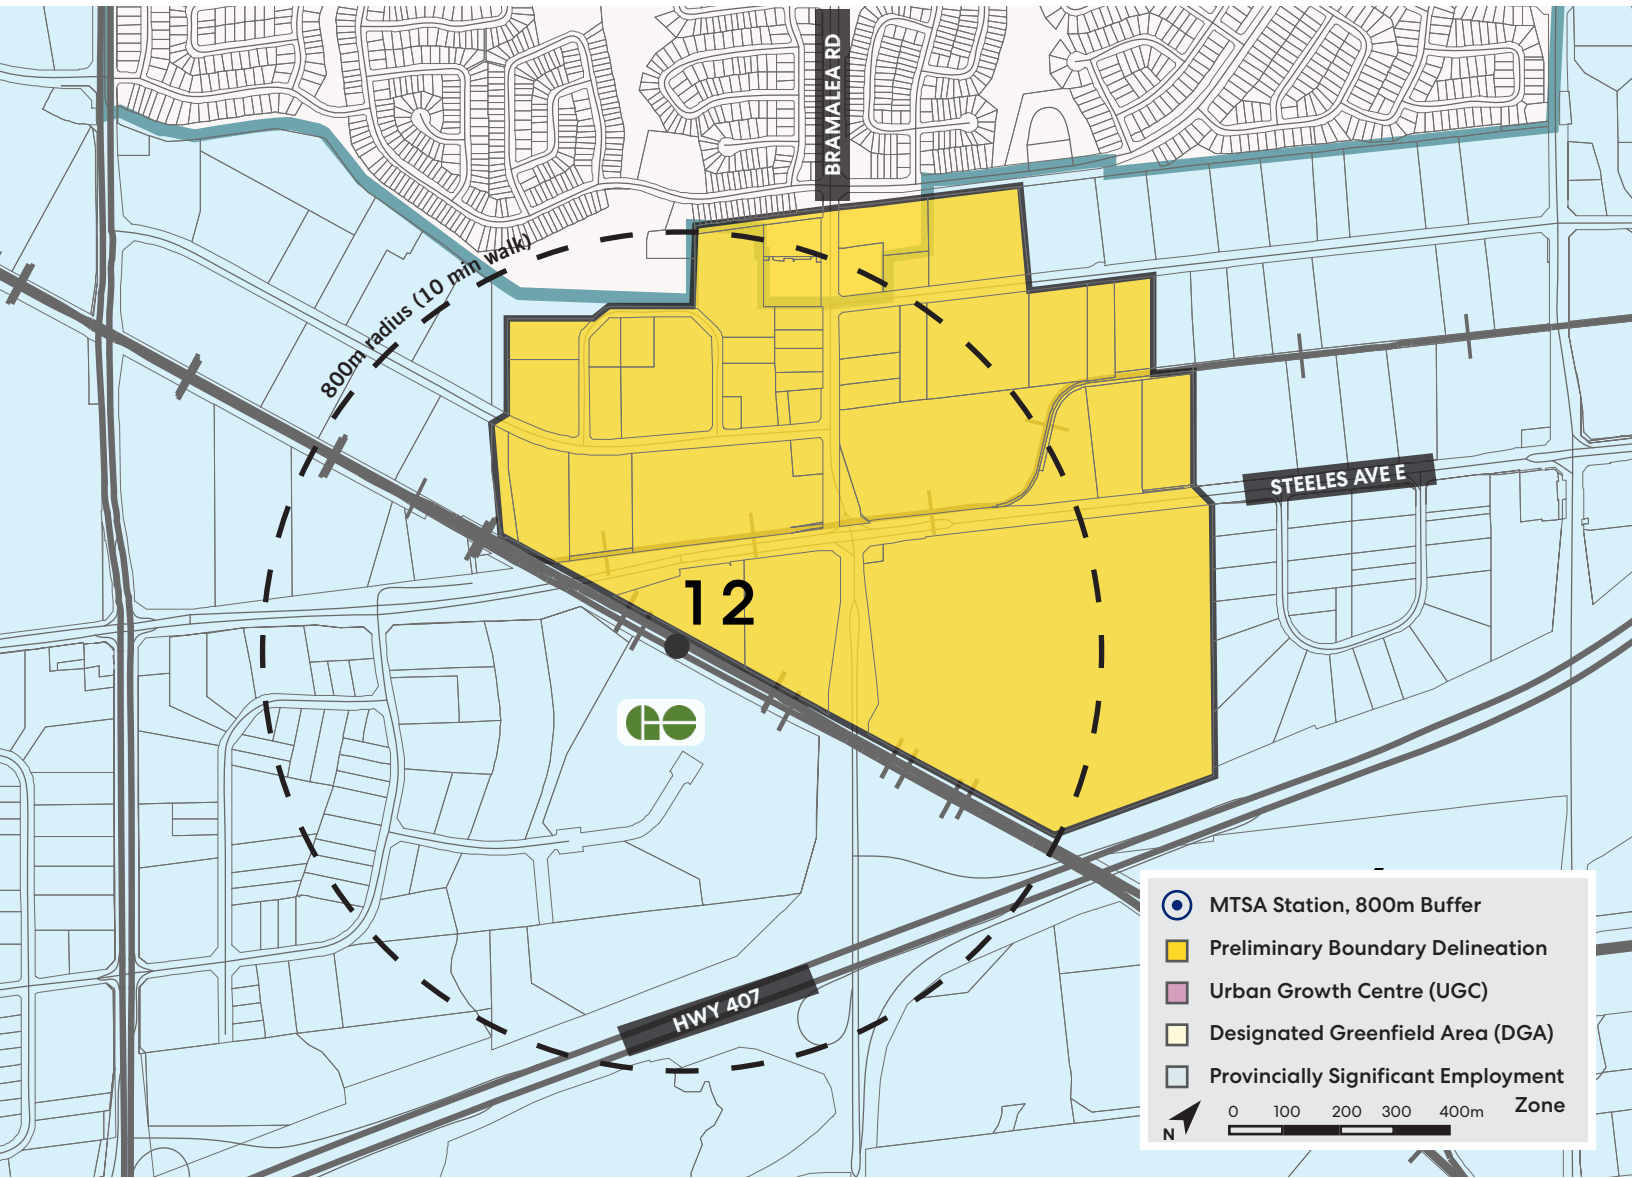 BRAMALEA RD
800m radius (10 min walk)
STEELES AVE E
12
GO
HWY 407
MTSA Station, 800m Buffer
Preliminary Boundary Delineation
Urban Growth Centre (UGC)
Designated Greenfield Area (DGA)
Provincially Significant Employment
Zone
0 100 200 300 400m
N